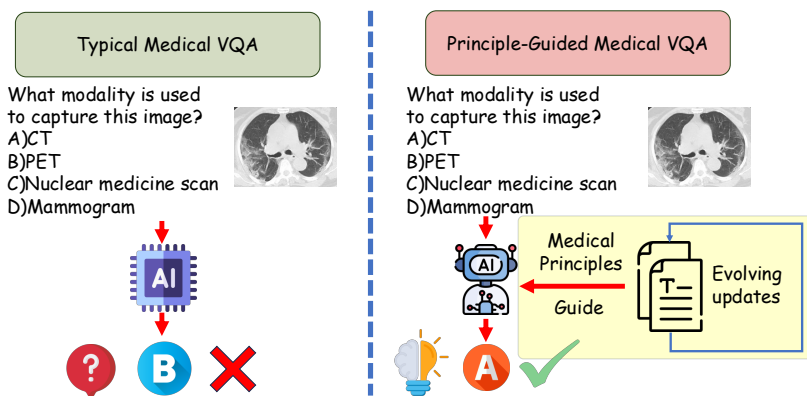 Typical Medical VQA
What modality is used
to capture this image?
A)CT
B)PET
C)Nuclear medicine scan
D)Mammogram
AI
?
B
Principle-Guided Medical VQA
What modality is used
to capture this image?
A)CT
B)PET
C)Nuclear medicine scan
D)Mammogram
AI
Medical
Principles
Guide
T
Evolving
updates
A